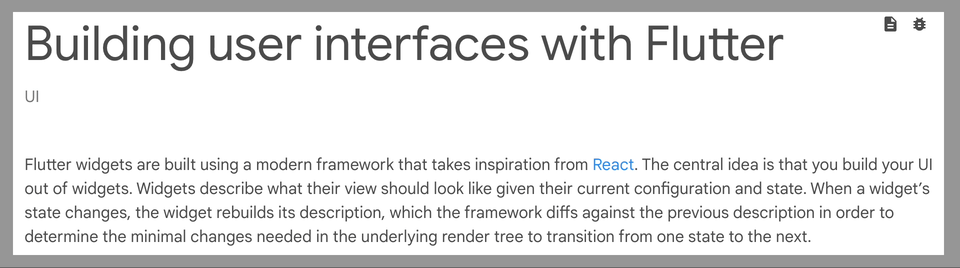 Building user interfaces with Flutter
UI
Flutter widgets are built using a modern framework that takes inspiration from React. The central idea is that you build your UI
out of widgets. Widgets describe what their view should look like given their current configuration and state. When a widget’s
state changes, the widget rebuilds its description, which the framework diffs against the previous description in order to
determine the minimal changes needed in the underlying render tree to transition from one state to the next.